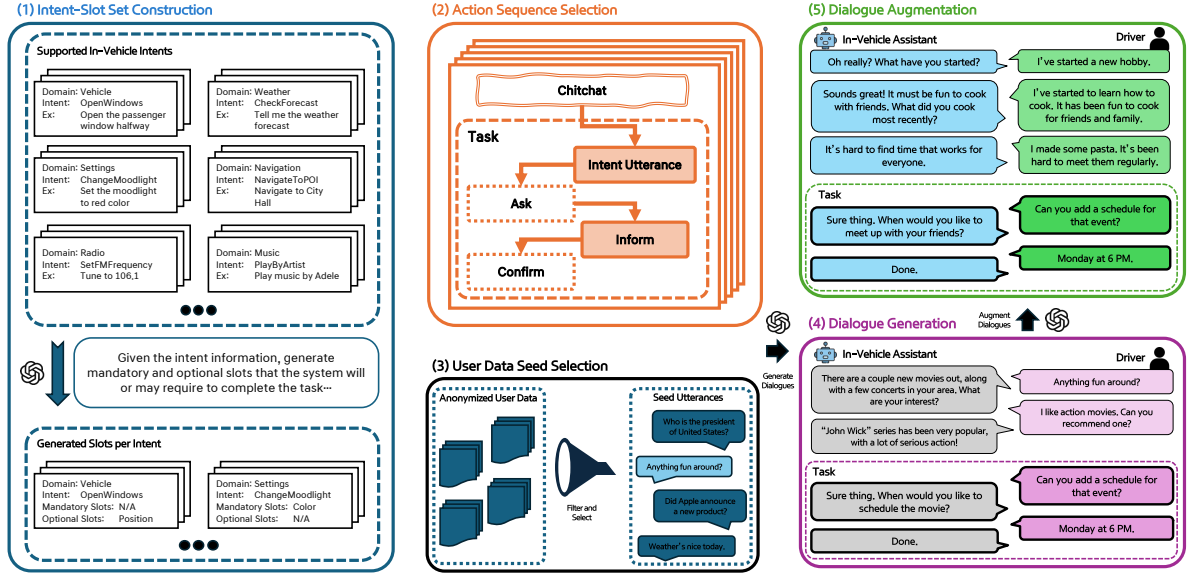 (1) Intent-Slot Set Construction
Supported In-Vehicle Intents
Domain: Vehicle
Intent: OpenWindows
Ex: Open the passenger
window halfway
Domain: Weather
Intent: CheckForecast
Ex: Tell me the weather
forecast
Domain: Settings
Intent: ChangeMoodlight
Ex: Set the moodlight
to red color
Domain: Navigation
Intent: NavigateToPOI
Ex: Navigate to City
Hall
Domain: Radio
Intent: SetFMFrequency
Ex: Tune to 106.1
Domain: Music
Intent: PlayByArtist
Ex: Play music by Adele
Given the intent information, generate
mandatory and optional slots that the system will
or may require to complete the task…
Generated Slots per Intent
Domain: Vehicle
Intent: OpenWindows
Mandatory Slots: N/A
Optional Slots: Position
Domain: Settings
Intent: ChangeMoodlight
Mandatory Slots: Color
Optional Slots: N/A
(2) Action Sequence Selection
Chitchat
Task
Intent Utterance
Ask
Inform
Confirm
(3) User Data Seed Selection
Anonymized User Data
Filter and
Select
Seed Utterances
Who is the president
of United States?
Anything fun around?
Did Apple announce
a new product?
Weather's nice today.
Generate
Dialogues
(4) Dialogue Generation
In-Vehicle Assistant
Driver
Anything fun around?
There are a couple new movies out, along
with a few concerts in your area. What
are your interest?
I like action movies. Can you
recommend one?
"John Wick" series has been very popular,
with a lot of serious action!
Task
Can you add a schedule for
that event?
Sure thing. When would you like to
schedule the movie?
Monday at 6 PM.
Done.
Augment
Dialogues
(5) Dialogue Augmentation
In-Vehicle Assistant
Driver
I've started a new hobby.
Oh really? What have you started?
I've started to learn how to
cook. It has been fun to cook
for friends and family.
Sounds great! It must be fun to cook
with friends. What did you cook
most recently?
I made some pasta. It's been
hard to meet them regularly.
It's hard to find time that works for
everyone.
Task
Can you add a schedule for
that event?
Sure thing. When would you like to
meet up with your friends?
Monday at 6 PM.
Done.